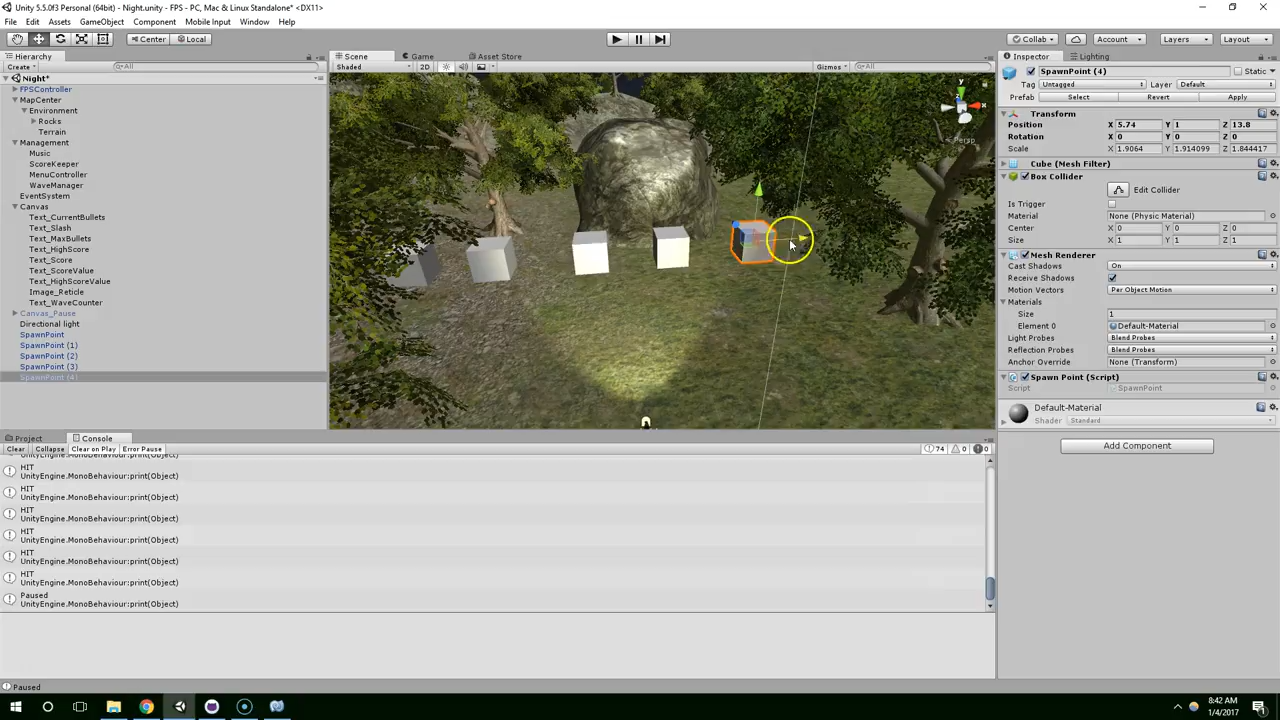 Unity 5.5.0f3 Personal (64bit) - Night.unity - FPS - PC, Mac & Linux Standalone* <DX11>
File Edit Assets GameObject Component Mobile Input Window Help
Center Local Collab Account Layers Layout
Hierarchy
Create All
Night*
FPSController
MapCenter
Environment
Rocks
Terrain
Management
Music
ScoreKeeper
MenuController
WaveManager
EventSystem
Canvas
Text_CurrentBullets
Text_Slash
Text_MaxBullets
Text_HighScore
Text_Score
Text_ScoreValue
Text_HighScoreValue
Image_Reticle
Text_WaveCounter
Canvas_Pause
Directional light
SpawnPoint
SpawnPoint (1)
SpawnPoint (2)
SpawnPoint (3)
SpawnPoint (4)
Scene Game Asset Store
Shaded 2D Gizmos All
y
x
z
Persp
Inspector Lighting
SpawnPoint (4) Static
Tag Untagged Layer Default
Prefab Select Revert Apply
Transform
Position X 5.74 Y 1 Z 13.8
Rotation X 0 Y 0 Z 0
Scale X 1.9064 Y 1.914099 Z 1.844417
Cube (Mesh Filter)
Box Collider
Edit Collider
Is Trigger
Material None (Physic Material)
Center X 0 Y 0 Z 0
Size X 1 Y 1 Z 1
Mesh Renderer
Cast Shadows On
Receive Shadows
Motion Vectors Per Object Motion
Materials
Size 1
Element 0 Default-Material
Light Probes Blend Probes
Reflection Probes Blend Probes
Anchor Override None (Transform)
Spawn Point (Script)
Script SpawnPoint
Default-Material
Shader Standard
Add Component
Project Console
Clear Collapse Clear on Play Error Pause 74 0 0
UnityEngine.MonoBehaviour:print(Object)
HIT
UnityEngine.MonoBehaviour:print(Object)
HIT
UnityEngine.MonoBehaviour:print(Object)
HIT
UnityEngine.MonoBehaviour:print(Object)
HIT
UnityEngine.MonoBehaviour:print(Object)
HIT
UnityEngine.MonoBehaviour:print(Object)
HIT
UnityEngine.MonoBehaviour:print(Object)
Paused
UnityEngine.MonoBehaviour:print(Object)
Paused
8:42 AM
1/4/2017